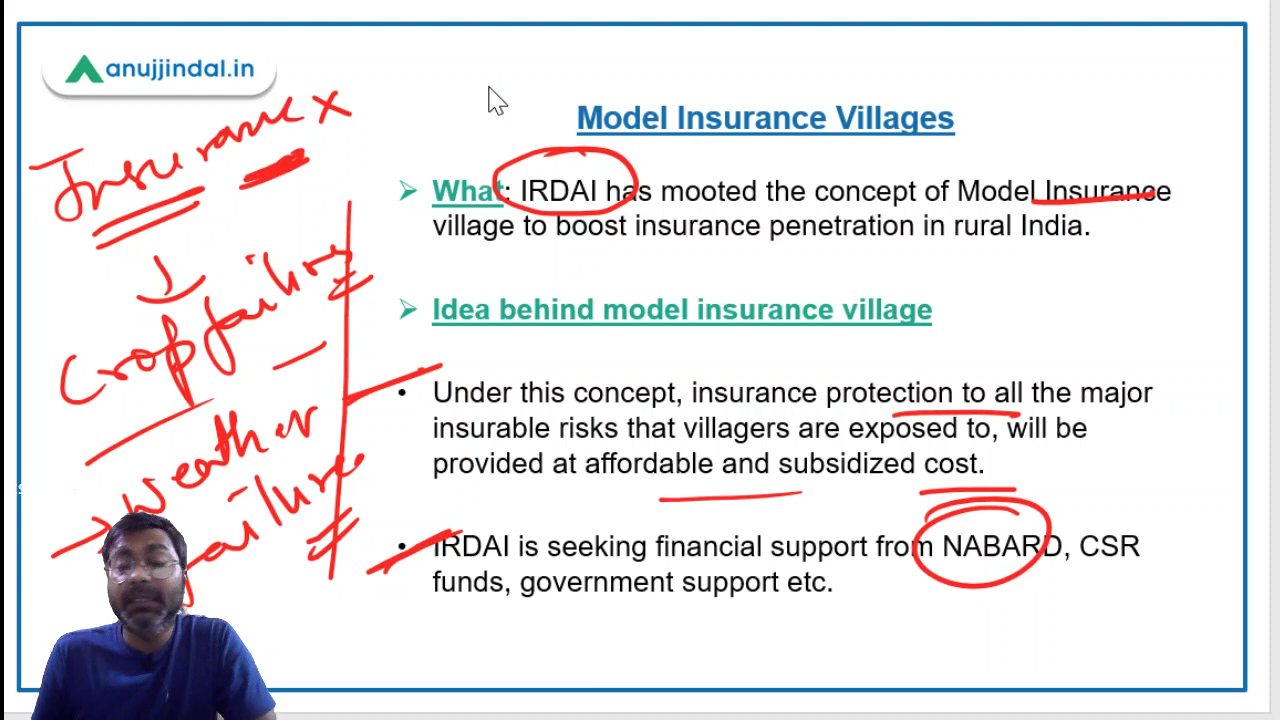 anujjindal.in
Model Insurance Villages
Insurance X
➢ What: IRDAI has mooted the concept of Model Insurance
village to boost insurance penetration in rural India.
➢ Idea behind model insurance village
Crop failure
• Under this concept, insurance protection to all the major
insurable risks that villagers are exposed to, will be
provided at affordable and subsidized cost.
Weather
failure
• IRDAI is seeking financial support from NABARD, CSR
funds, government support etc.